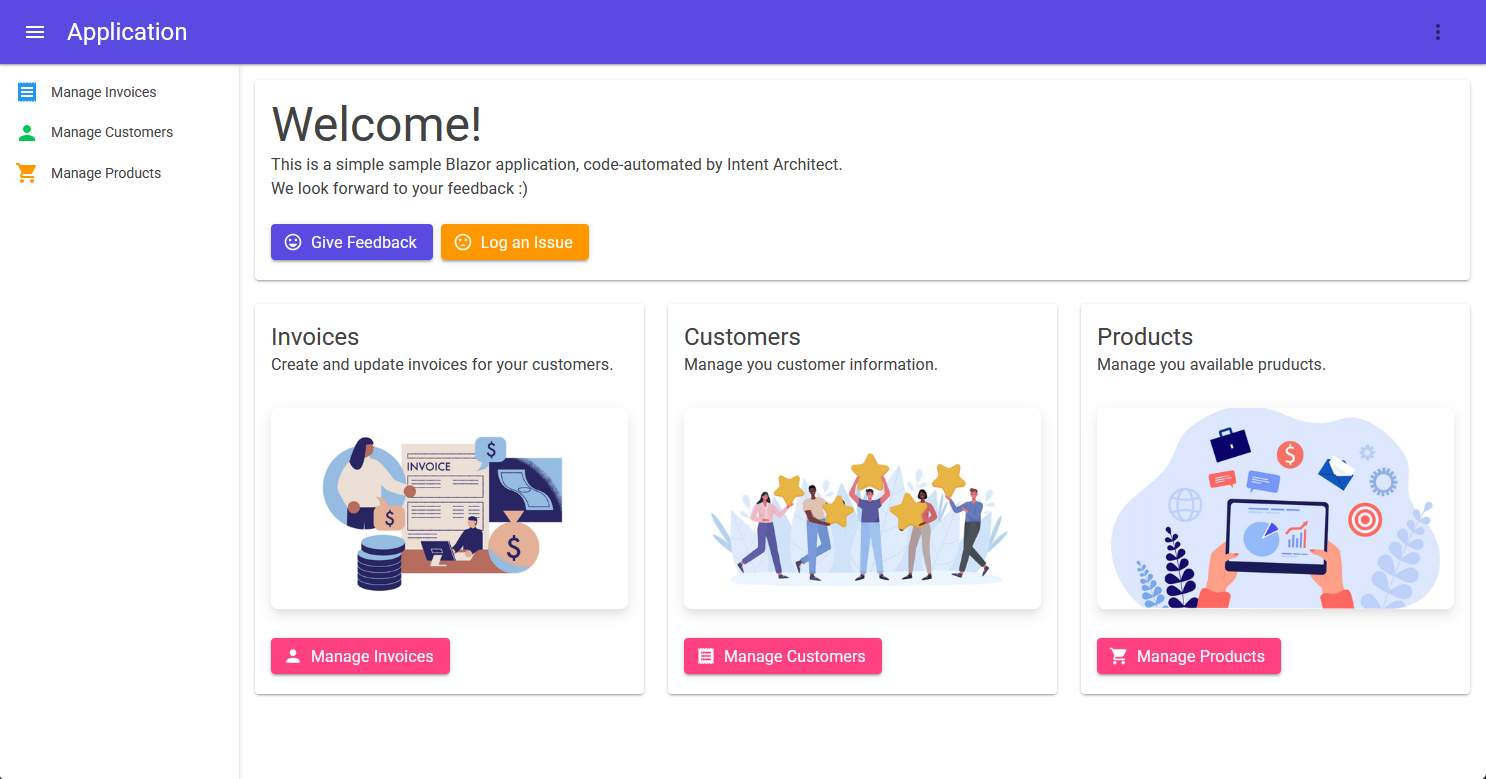 Application
Manage Invoices
Manage Customers
Manage Products
Welcome!
This is a simple sample Blazor application, code-automated by Intent Architect.
We look forward to your feedback :)
Give Feedback
Log an Issue
Invoices
Create and update invoices for your customers.
INVOICE
$
$
$
Manage Invoices
Customers
Manage you customer information.
Manage Customers
Products
Manage you available pruducts.
$
Manage Products